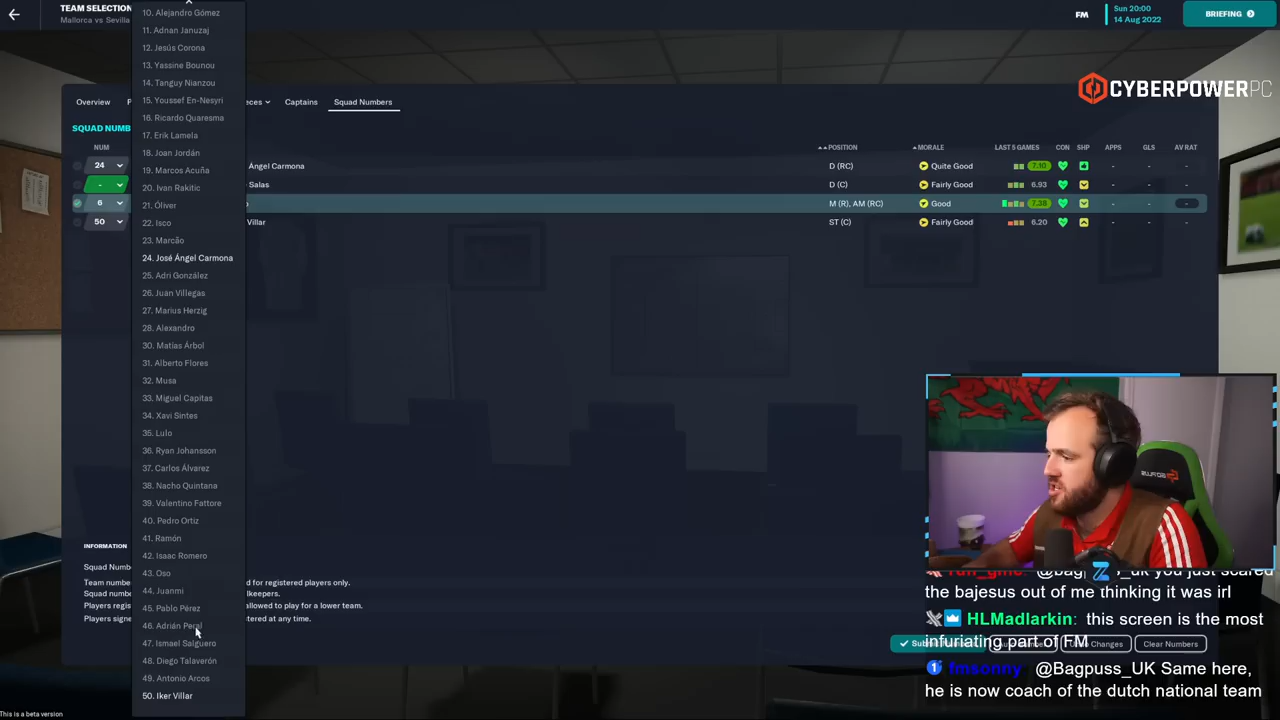 TEAM SELECTION
Mallorca vs Sevilla
FM
Sun 20:00
14 Aug 2022
BRIEFING
CYBERPOWERPC
Overview
Captains
Squad Numbers
SQUAD NUMB
NUM
POSITION
MORALE
LAST 5 GAMES
CON
SHP
APPS
GLS
AV RAT
24
Ángel Carmona
D (RC)
Quite Good
7.10
-
-
-
-
Salas
D (C)
Fairly Good
6.93
-
-
-
6
M (R), AM (RC)
Good
7.38
-
-
-
50
Villar
ST (C)
Fairly Good
6.20
-
-
-
10. Alejandro Gómez
11. Adnan Januzaj
12. Jesús Corona
13. Yassine Bounou
14. Tanguy Nianzou
15. Youssef En-Nesyri
16. Ricardo Quaresma
17. Erik Lamela
18. Joan Jordán
19. Marcos Acuña
20. Ivan Rakitic
21. Óliver
22. Isco
23. Marcão
24. José Ángel Carmona
25. Adri González
26. Juan Villegas
27. Marius Herzig
28. Alexandro
30. Matías Árbol
31. Alberto Flores
32. Musa
33. Miguel Capitas
34. Xavi Sintes
35. Lulo
36. Ryan Johansson
37. Carlos Álvarez
38. Nacho Quintana
39. Valentino Fattore
40. Pedro Ortiz
41. Ramón
42. Isaac Romero
43. Oso
44. Juanmi
45. Pablo Pérez
46. Adrián Peral
47. Ismael Salguero
48. Diego Talaverón
49. Antonio Arcos
50. Iker Villar
INFORMATION
Squad Numbe
Team number
d for registered players only.
Squad numbe
lkeepers.
Players regis
allowed to play for a lower team.
Players signe
stered at any time.
Changes
Clear Numbers
you just scared
the bajesus out of me thinking it was irl
HLMadlarkin: this screen is the most
infuriating part of FM
fmsonny: @Bagpuss_UK Same here,
he is now coach of the dutch national team
This is a beta version